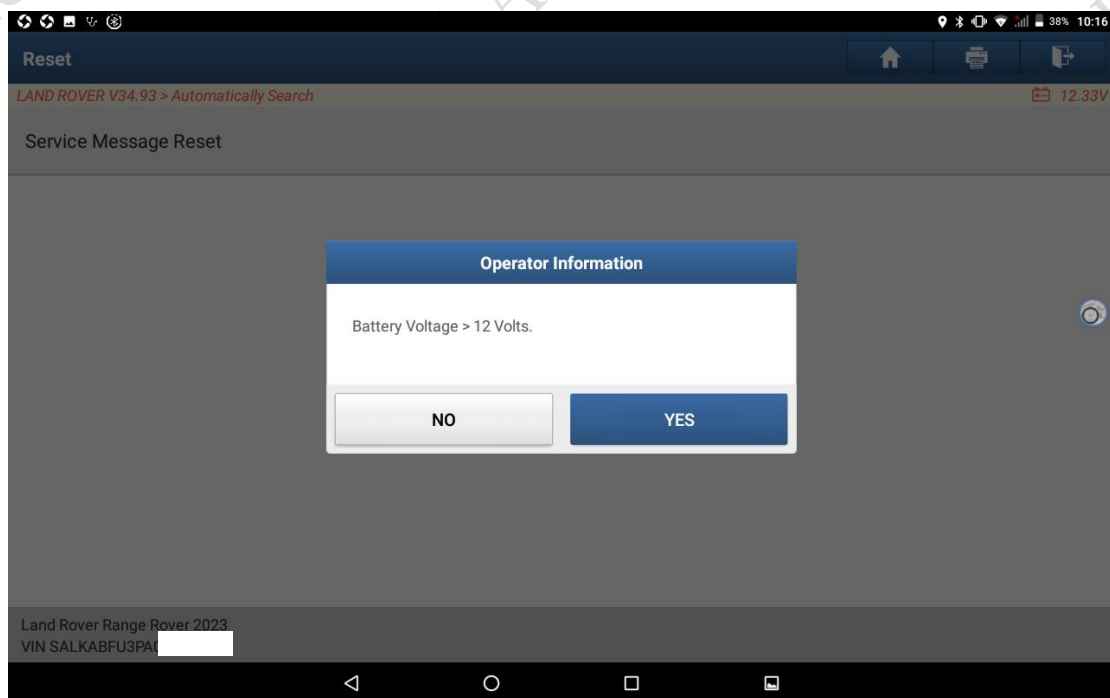 38% 10:16
Reset
LAND ROVER V34.93 > Automatically Search
12.33V
Service Message Reset
Operator Information
Battery Voltage > 12 Volts.
NO
YES
Land Rover Range Rover 2023
VIN SALKABFU3PA